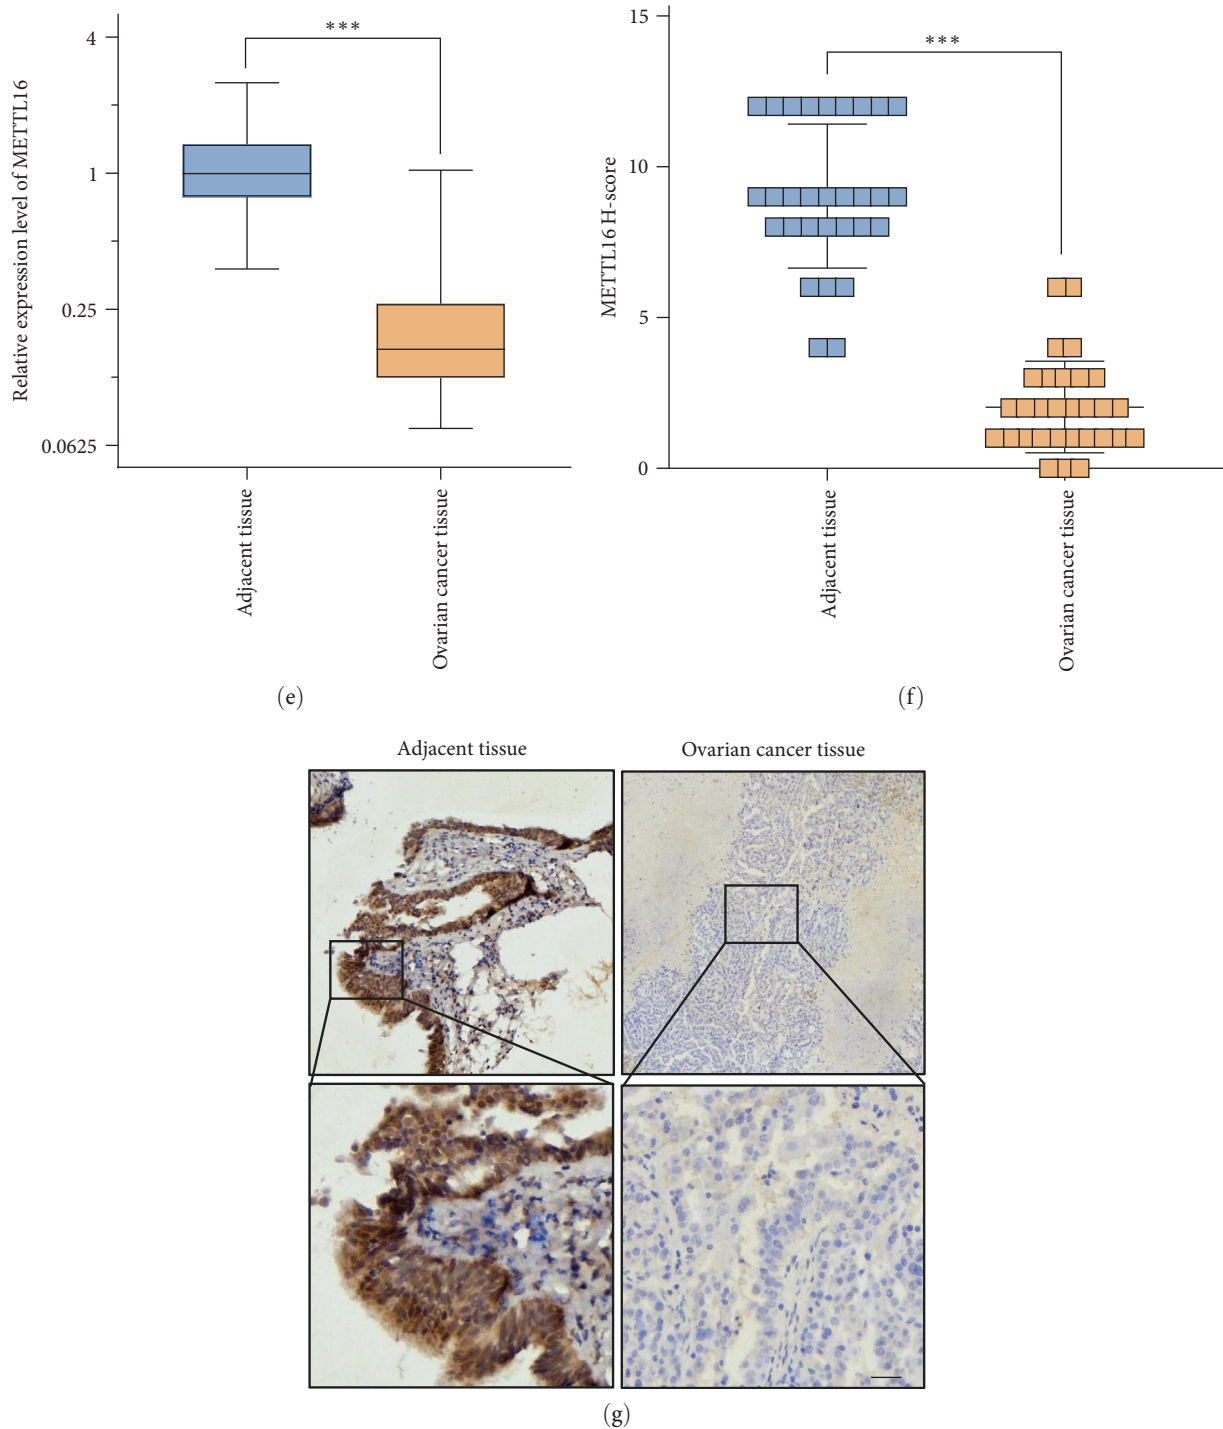 Relative expression level of METTL16
4
1
0.25
0.0625
***
Adjacent tissue
Ovarian cancer tissue
(e)
METTL16 H-score
15
10
5
0
***
Adjacent tissue
Ovarian cancer tissue
(f)
Adjacent tissue
Ovarian cancer tissue
(g)